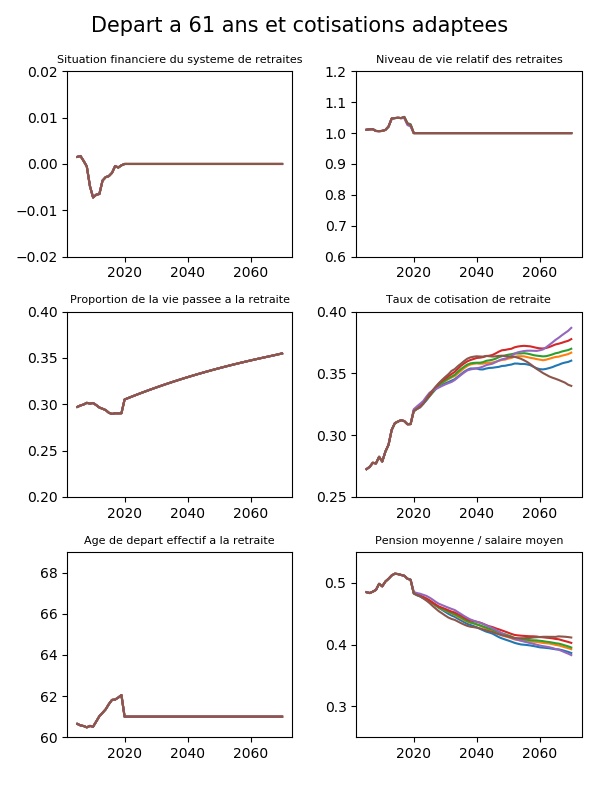 Depart a 61 ans et cotisations adaptees
Situation financiere du systeme de retraites
0.02
0.01
0.00
−0.01
−0.02
2020 2040 2060
Niveau de vie relatif des retraites
1.2
1.1
1.0
0.9
0.8
0.7
0.6
2020 2040 2060
Proportion de la vie passee a la retraite
0.40
0.35
0.30
0.25
0.20
2020 2040 2060
Taux de cotisation de retraite
0.40
0.35
0.30
0.25
2020 2040 2060
Age de depart effectif a la retraite
68
66
64
62
60
2020 2040 2060
Pension moyenne / salaire moyen
0.5
0.4
0.3
2020 2040 2060